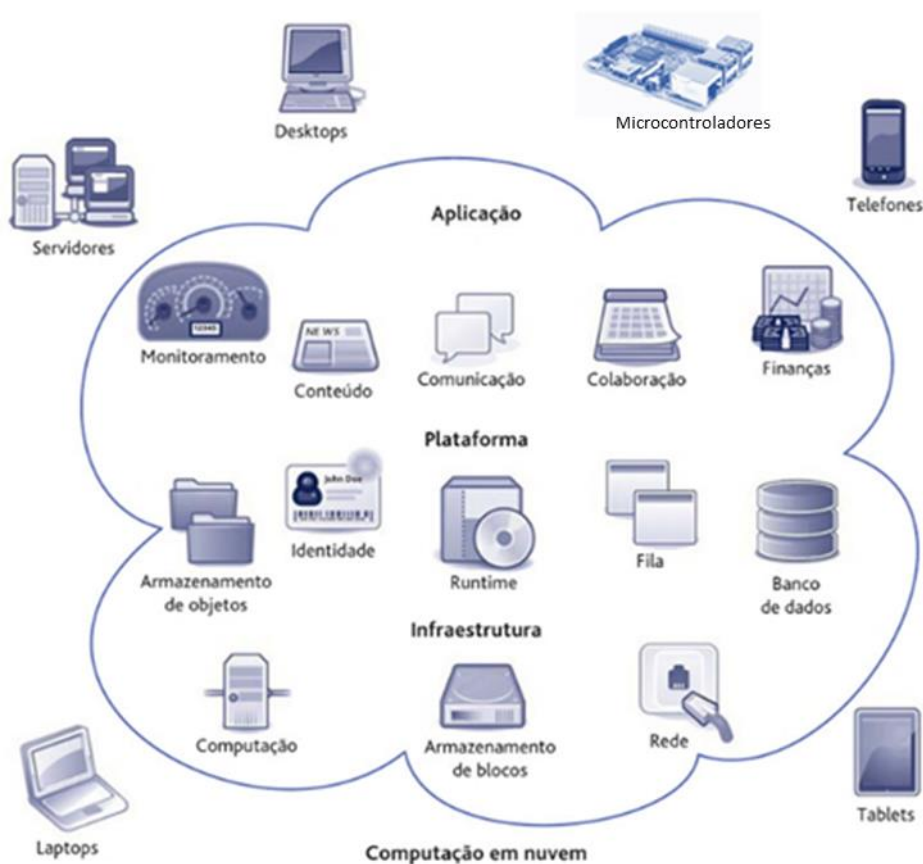 Desktops
Microcontroladores
Telefones
Servidores
Aplicação
NEWS
12345
Monitoramento
Conteúdo
Comunicação
Colaboração
Finanças
Plataforma
John Doe
Armazenamento
de objetos
Identidade
Runtime
Fila
Banco
de dados
Infraestrutura
Computação
Armazenamento
de blocos
Rede
Laptops
Tablets
Computação em nuvem